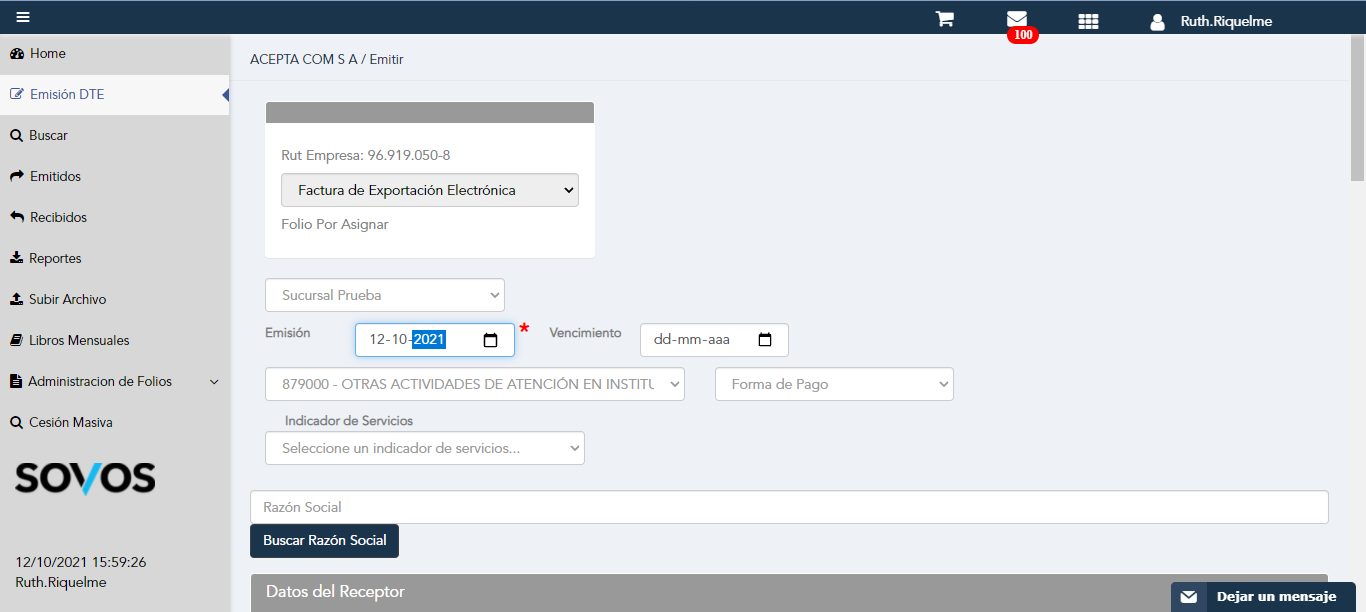 Ruth.Riquelme
100
Home
Emisión DTE
Buscar
Emitidos
Recibidos
Reportes
Subir Archivo
Libros Mensuales
Administracion de Folios
Cesión Masiva
SOVOS
12/10/2021 15:59:26
Ruth.Riquelme
ACEPTA COM S A / Emitir
Rut Empresa: 96.919.050-8
Factura de Exportación Electrónica
Folio Por Asignar
Sucursal Prueba
Emisión 12-10-2021 * Vencimiento dd-mm-aaa
879000 - OTRAS ACTIVIDADES DE ATENCIÓN EN INSTITU Forma de Pago
Indicador de Servicios
Seleccione un indicador de servicios...
Razón Social
Buscar Razón Social
Datos del Receptor
Dejar un mensaje